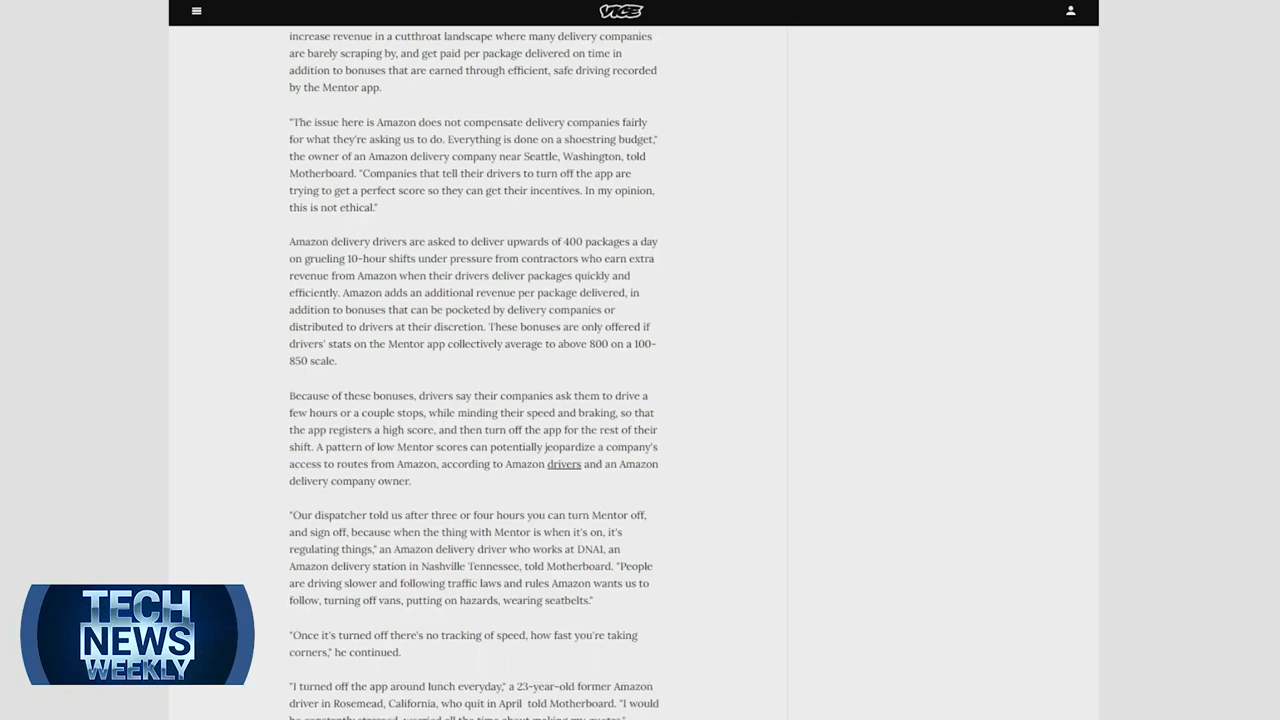 VICE
increase revenue in a cutthroat landscape where many delivery companies
are barely scraping by, and get paid per package delivered on time in
addition to bonuses that are earned through efficient, safe driving recorded
by the Mentor app.
"The issue here is Amazon does not compensate delivery companies fairly
for what they're asking us to do. Everything is done on a shoestring budget,"
the owner of an Amazon delivery company near Seattle, Washington, told
Motherboard. "Companies that tell their drivers to turn off the app are
trying to get a perfect score so they can get their incentives. In my opinion,
this is not ethical."
Amazon delivery drivers are asked to deliver upwards of 400 packages a day
on grueling 10-hour shifts under pressure from contractors who earn extra
revenue from Amazon when their drivers deliver packages quickly and
efficiently. Amazon adds an additional revenue per package delivered, in
addition to bonuses that can be pocketed by delivery companies or
distributed to drivers at their discretion. These bonuses are only offered if
drivers' stats on the Mentor app collectively average to above 800 on a 100-
850 scale.
Because of these bonuses, drivers say their companies ask them to drive a
few hours or a couple stops, while minding their speed and braking, so that
the app registers a high score, and then turn off the app for the rest of their
shift. A pattern of low Mentor scores can potentially jeopardize a company's
access to routes from Amazon, according to Amazon drivers and an Amazon
delivery company owner.
"Our dispatcher told us after three or four hours you can turn Mentor off,
and sign off, because when the thing with Mentor is when it's on, it's
regulating things," an Amazon delivery driver who works at DNA1, an
Amazon delivery station in Nashville Tennessee, told Motherboard. "People
are driving slower and following traffic laws and rules Amazon wants us to
follow, turning off vans, putting on hazards, wearing seatbelts."
"Once it's turned off there's no tracking of speed, how fast you're taking
corners," he continued.
"I turned off the app around lunch everyday," a 23-year-old former Amazon
driver in Rosemead, California, who quit in April told Motherboard. "I would
TECH
NEWS
WEEKLY